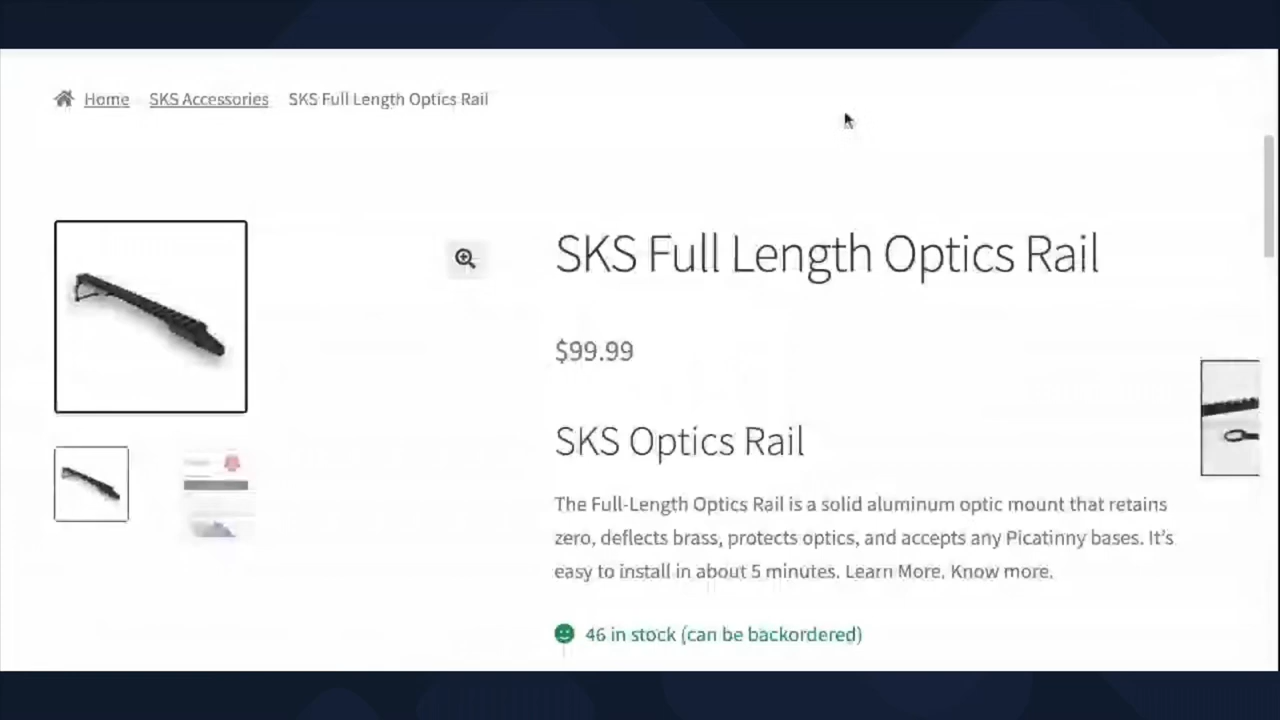 Home SKS Accessories SKS Full Length Optics Rail
SKS Full Length Optics Rail
$99.99
SKS Optics Rail
The Full-Length Optics Rail is a solid aluminum optic mount that retains
zero, deflects brass, protects optics, and accepts any Picatinny bases. It’s
easy to install in about 5 minutes. Learn More. Know more.
46 in stock (can be backordered)